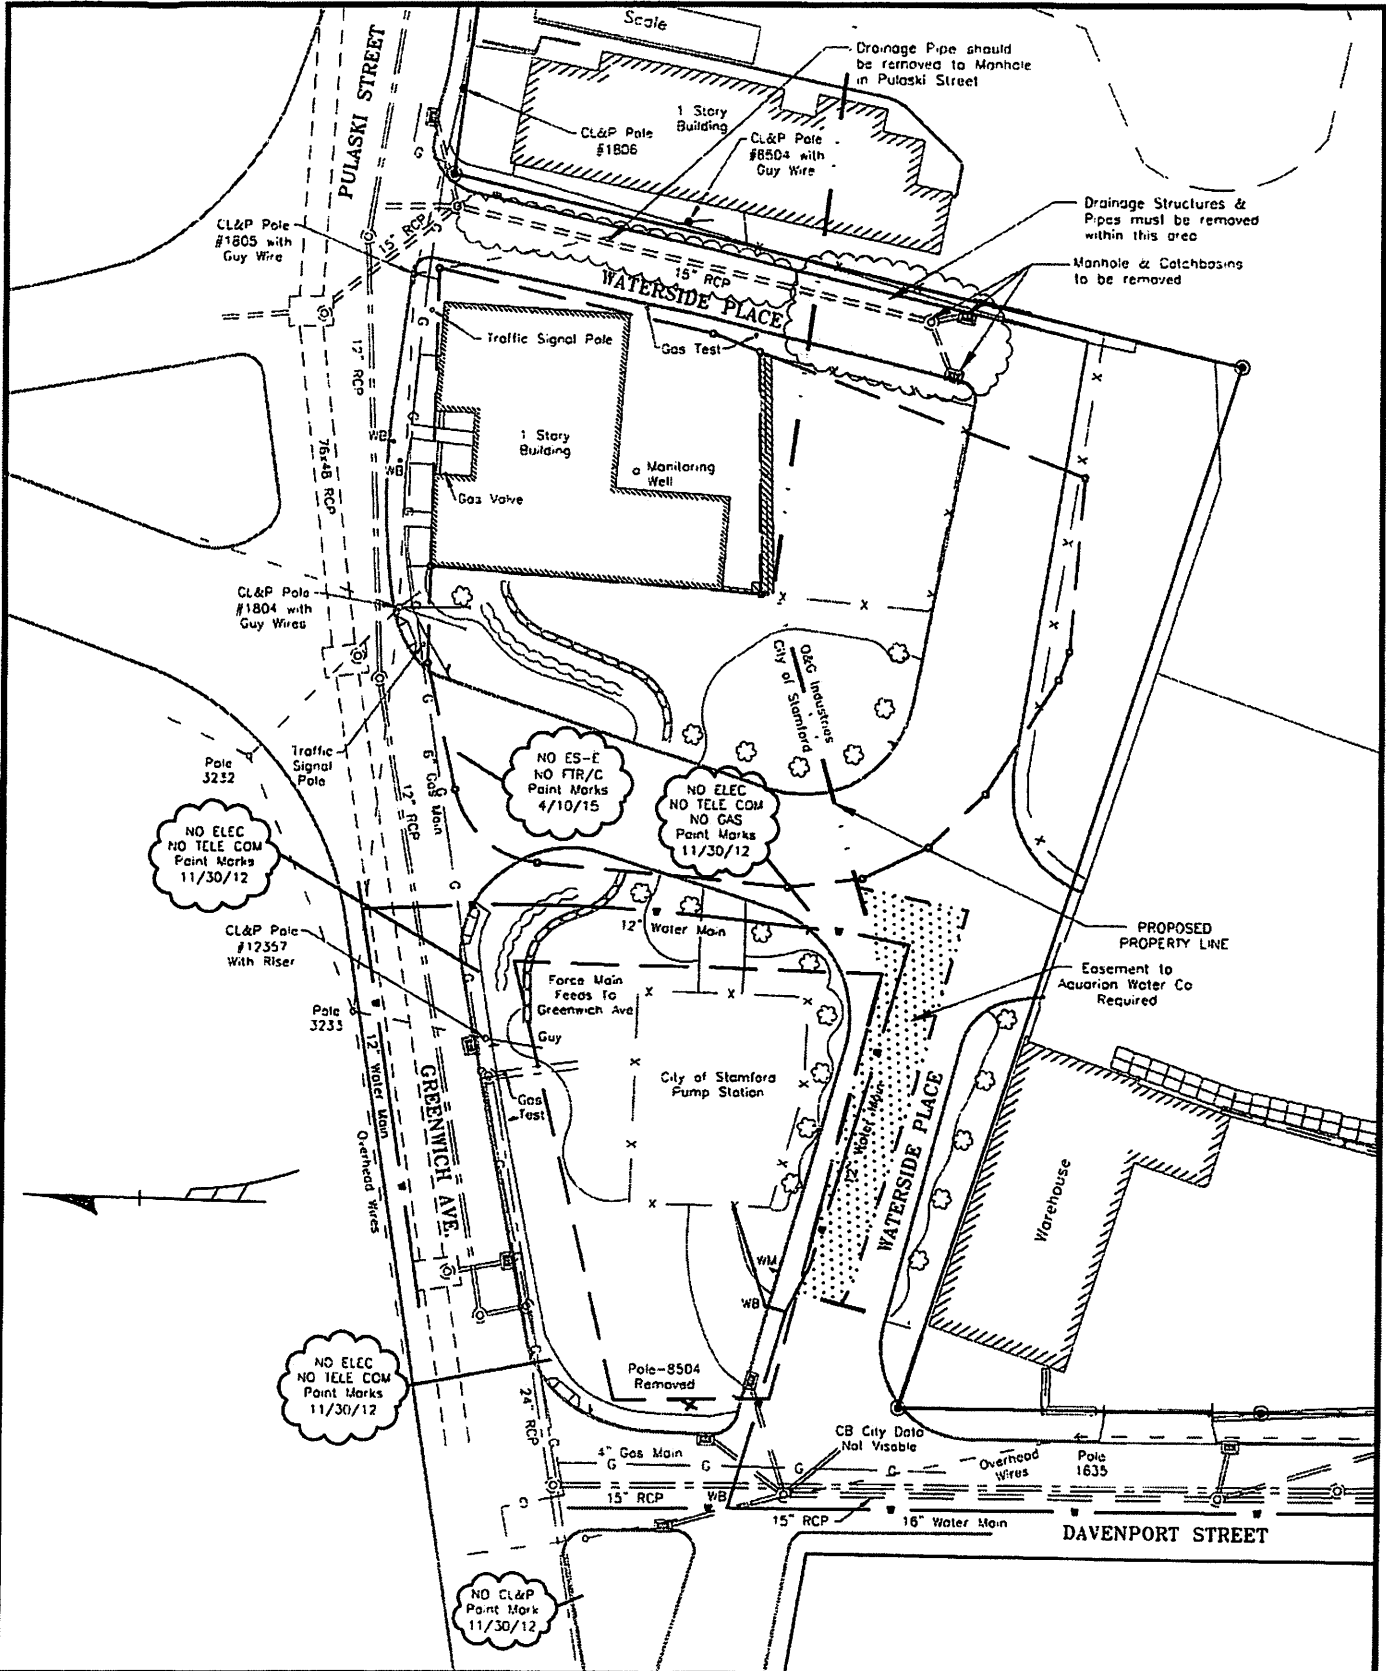 Scale
Drainage Pipe should
be removed to Manhole
in Pulaski Street
PULASKI STREET
1 Story
Building
CL&P Pole
#1806
CL&P Pole
#8504 with
Guy Wire
G
Drainage Structures &
Pipes must be removed
within this area
CL&P Pole
#1805 with
Guy Wire
15" RCP
Manhole & Catchbasins
to be removed
15" RCP
WATERSIDE PLACE
Traffic Signal Pole
Gas Test
12" RCP
1 Story
Building
WB
WB
Monitoring
Well
76x48 RCP
Gas Valve
CL&P Pole
#1804 with
Guy Wires
O&G Industries
City of Stamford
Pole
3232
Traffic
Signal
Pole
6" Gas Main
12" RCP
NO ES-E
NO FTR/C
Paint Marks
4/10/15
NO ELEC
NO TELE COM
NO GAS
Paint Marks
11/30/12
NO ELEC
NO TELE COM
Paint Marks
11/30/12
CL&P Pole
#12357
With Riser
12" Water Main
PROPOSED
PROPERTY LINE
Easement to
Aquarion Water Co
Required
Force Main
Feeds To
Greenwich Ave
Pole
3233
Guy
12" Water Main
GREENWICH AVE.
Overhead Wires
Gas
Test
City of Stamford
Pump Station
12" Water Main
WATERSIDE PLACE
Warehouse
WM
WB
NO ELEC
NO TELE COM
Paint Marks
11/30/12
Pole-8504
Removed
24" RCP
CB City Data
Not Visable
4" Gas Main
G G G G
Overhead
Wires
Pole
1635
15" RCP
WB
15" RCP
16" Water Main
DAVENPORT STREET
NO CL&P
Paint Mark
11/30/12